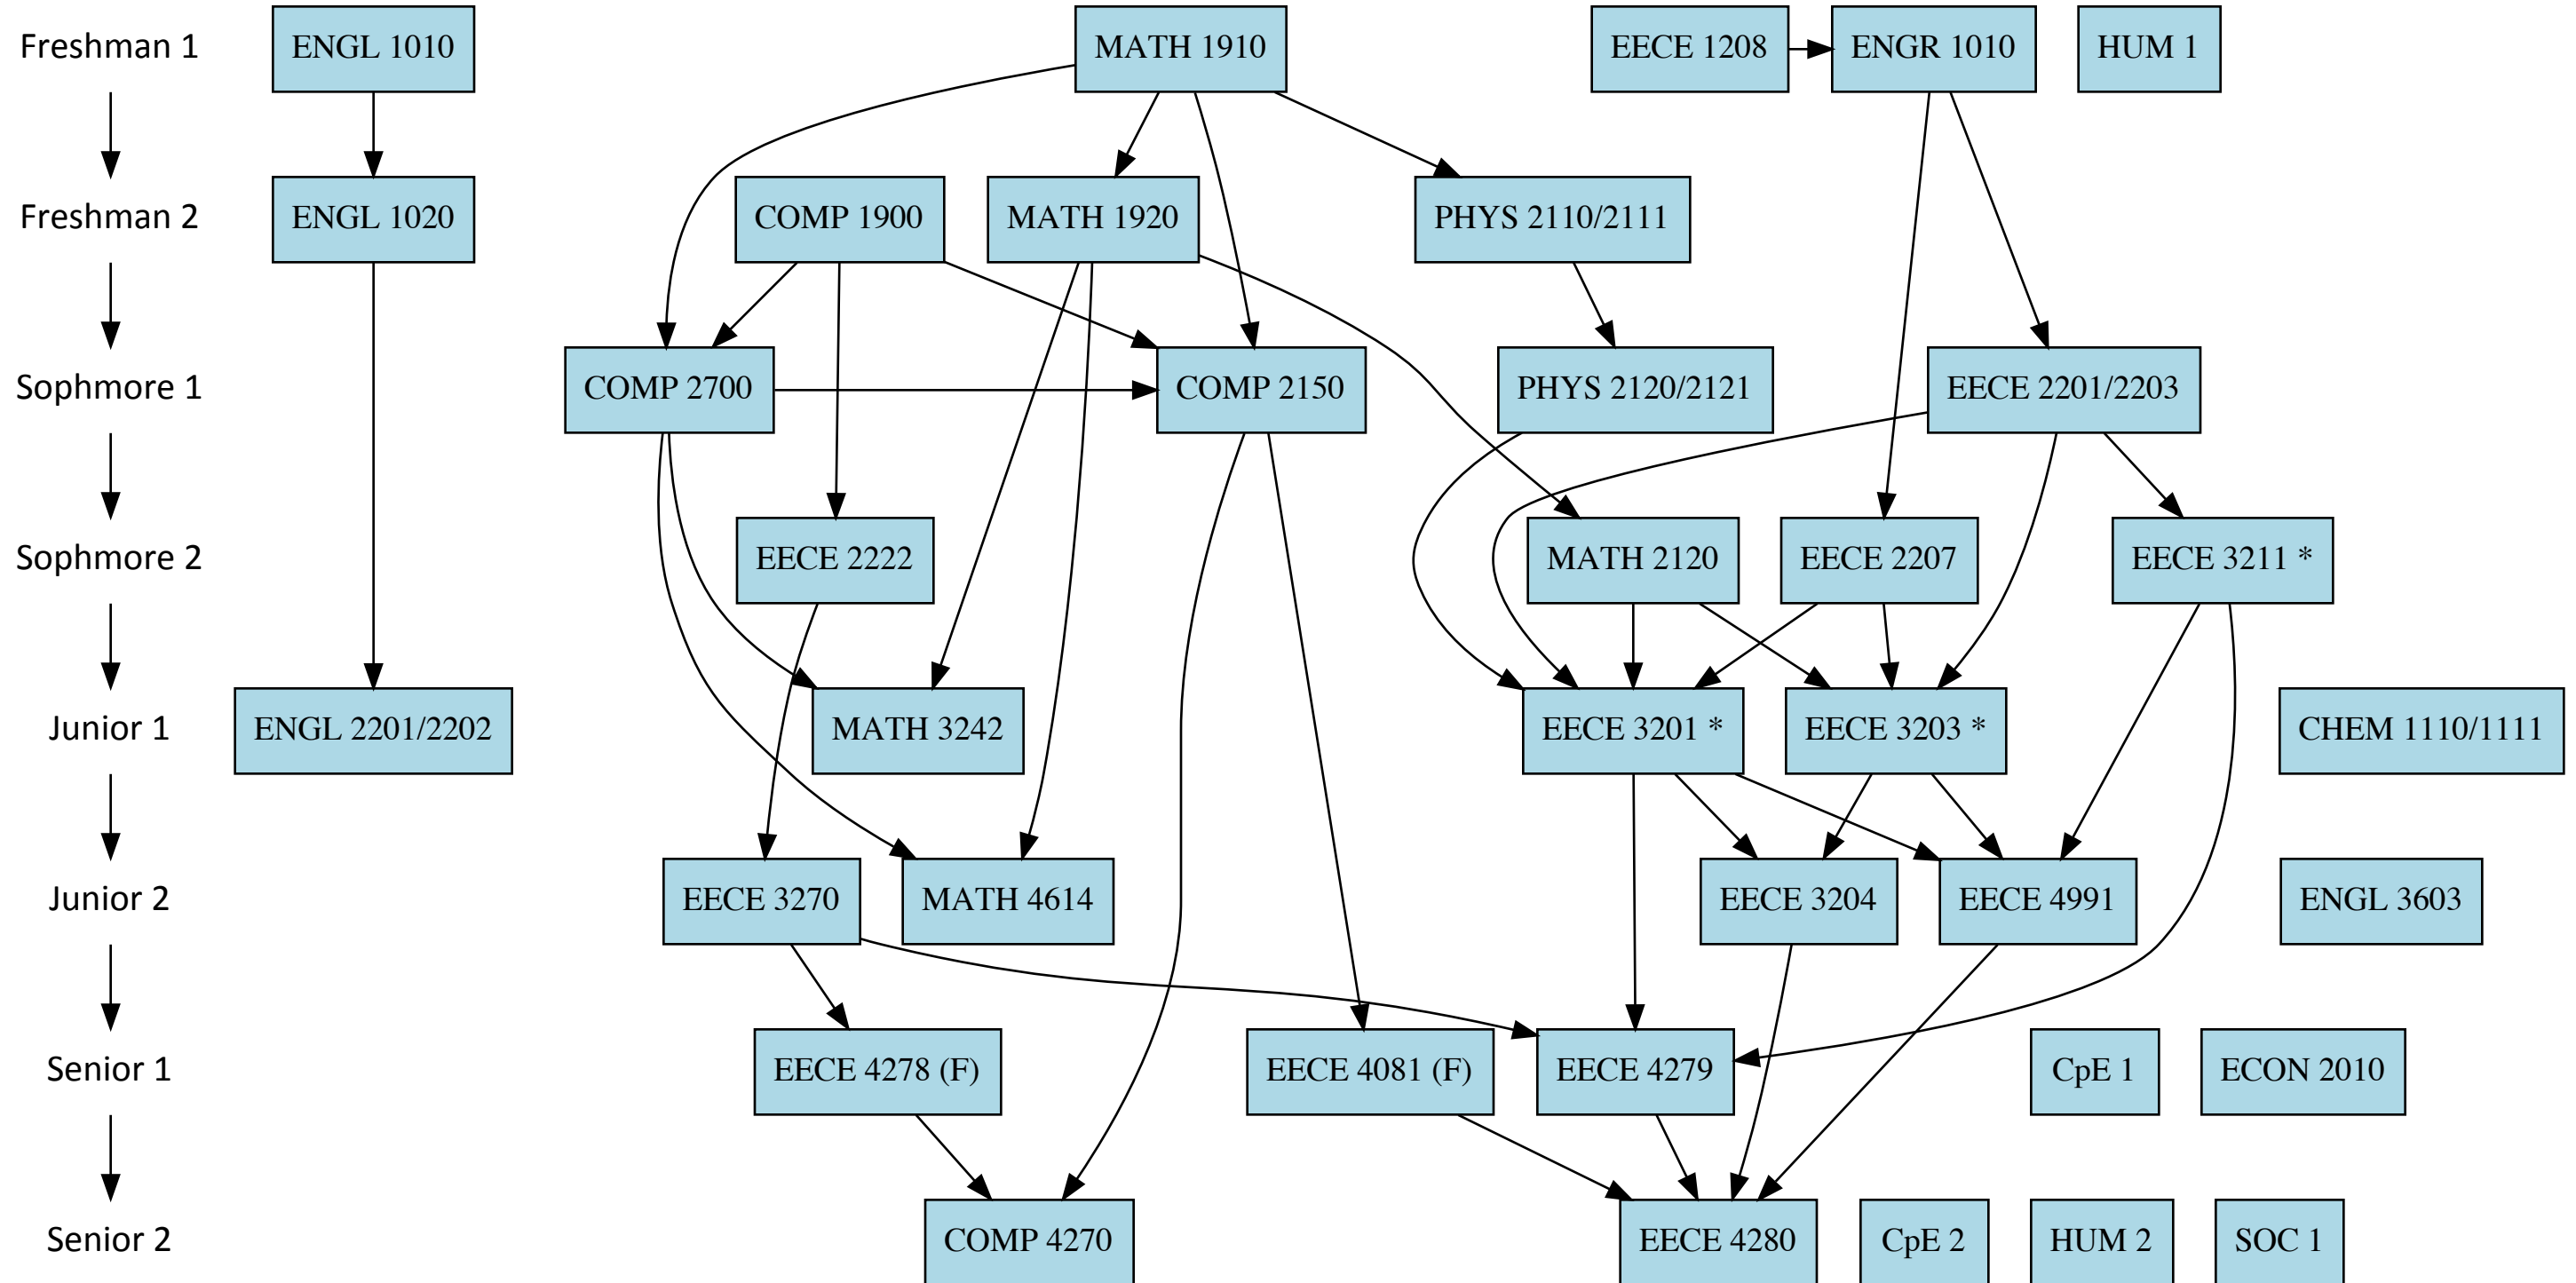 Freshman 1
ENGL 1010
MATH 1910
EECE 1208
ENGR 1010
HUM 1
Freshman 2
ENGL 1020
COMP 1900
MATH 1920
PHYS 2110/2111
Sophmore 1
COMP 2700
COMP 2150
PHYS 2120/2121
EECE 2201/2203
Sophmore 2
EECE 2222
MATH 2120
EECE 2207
EECE 3211 *
Junior 1
ENGL 2201/2202
MATH 3242
EECE 3201 *
EECE 3203 *
CHEM 1110/1111
Junior 2
EECE 3270
MATH 4614
EECE 3204
EECE 4991
ENGL 3603
Senior 1
EECE 4278 (F)
EECE 4081 (F)
EECE 4279
CpE 1
ECON 2010
Senior 2
COMP 4270
EECE 4280
CpE 2
HUM 2
SOC 1